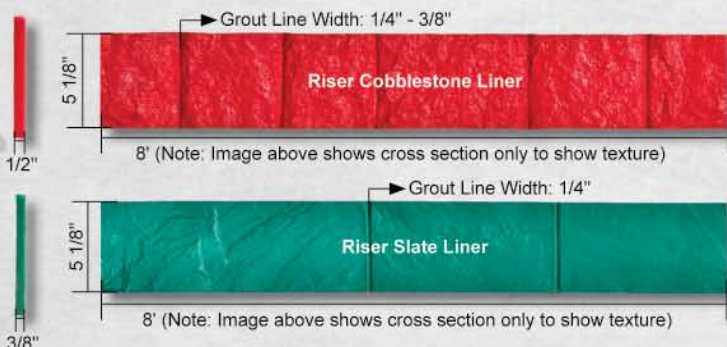 Grout Line Width: 1/4" - 3/8"
5 1/8"
Riser Cobblestone Liner
1/2"
8' (Note: Image above shows cross section only to show texture)
Grout Line Width: 1/4"
5 1/8"
Riser Slate Liner
8' (Note: Image above shows cross section only to show texture)
3/8"